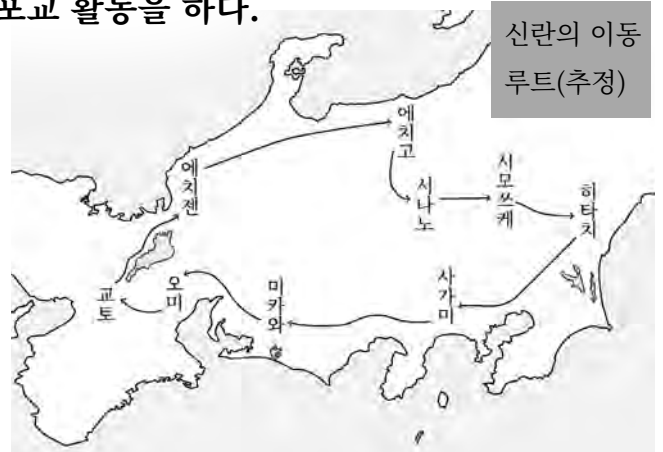 포교 활동을 하다.
신란의 이동
루트(추정)
에치고
에치젠
시나노
시모쓰케
히타치
사가미
미카와
오미
교토